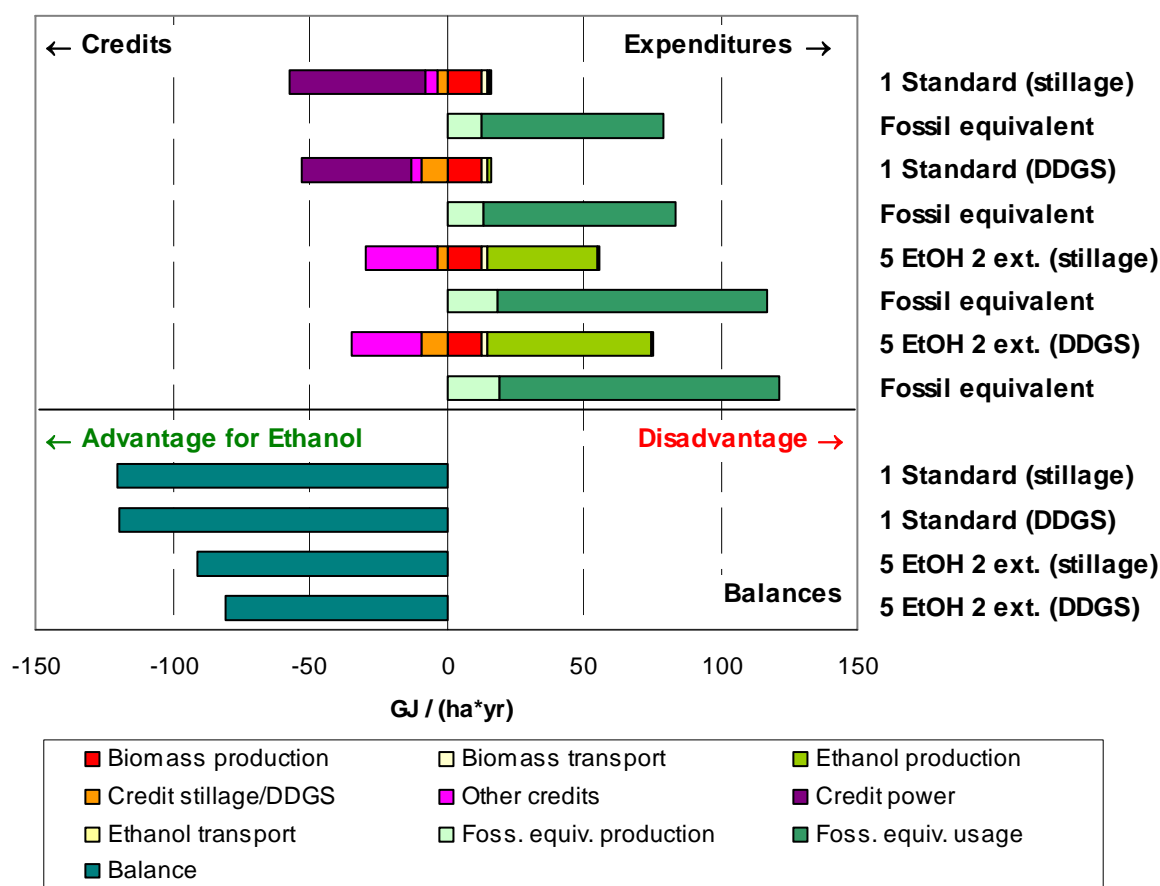 ← Credits Expenditures →
1 Standard (stillage)
Fossil equivalent
1 Standard (DDGS)
Fossil equivalent
5 EtOH 2 ext. (stillage)
Fossil equivalent
5 EtOH 2 ext. (DDGS)
Fossil equivalent
← Advantage for Ethanol Disadvantage →
1 Standard (stillage)
1 Standard (DDGS)
5 EtOH 2 ext. (stillage)
Balances 5 EtOH 2 ext. (DDGS)
-150 -100 -50 0 50 100 150
GJ / (ha*yr)
Biomass production Biomass transport Ethanol production
Credit stillage/DDGS Other credits Credit power
Ethanol transport Foss. equiv. production Foss. equiv. usage
Balance